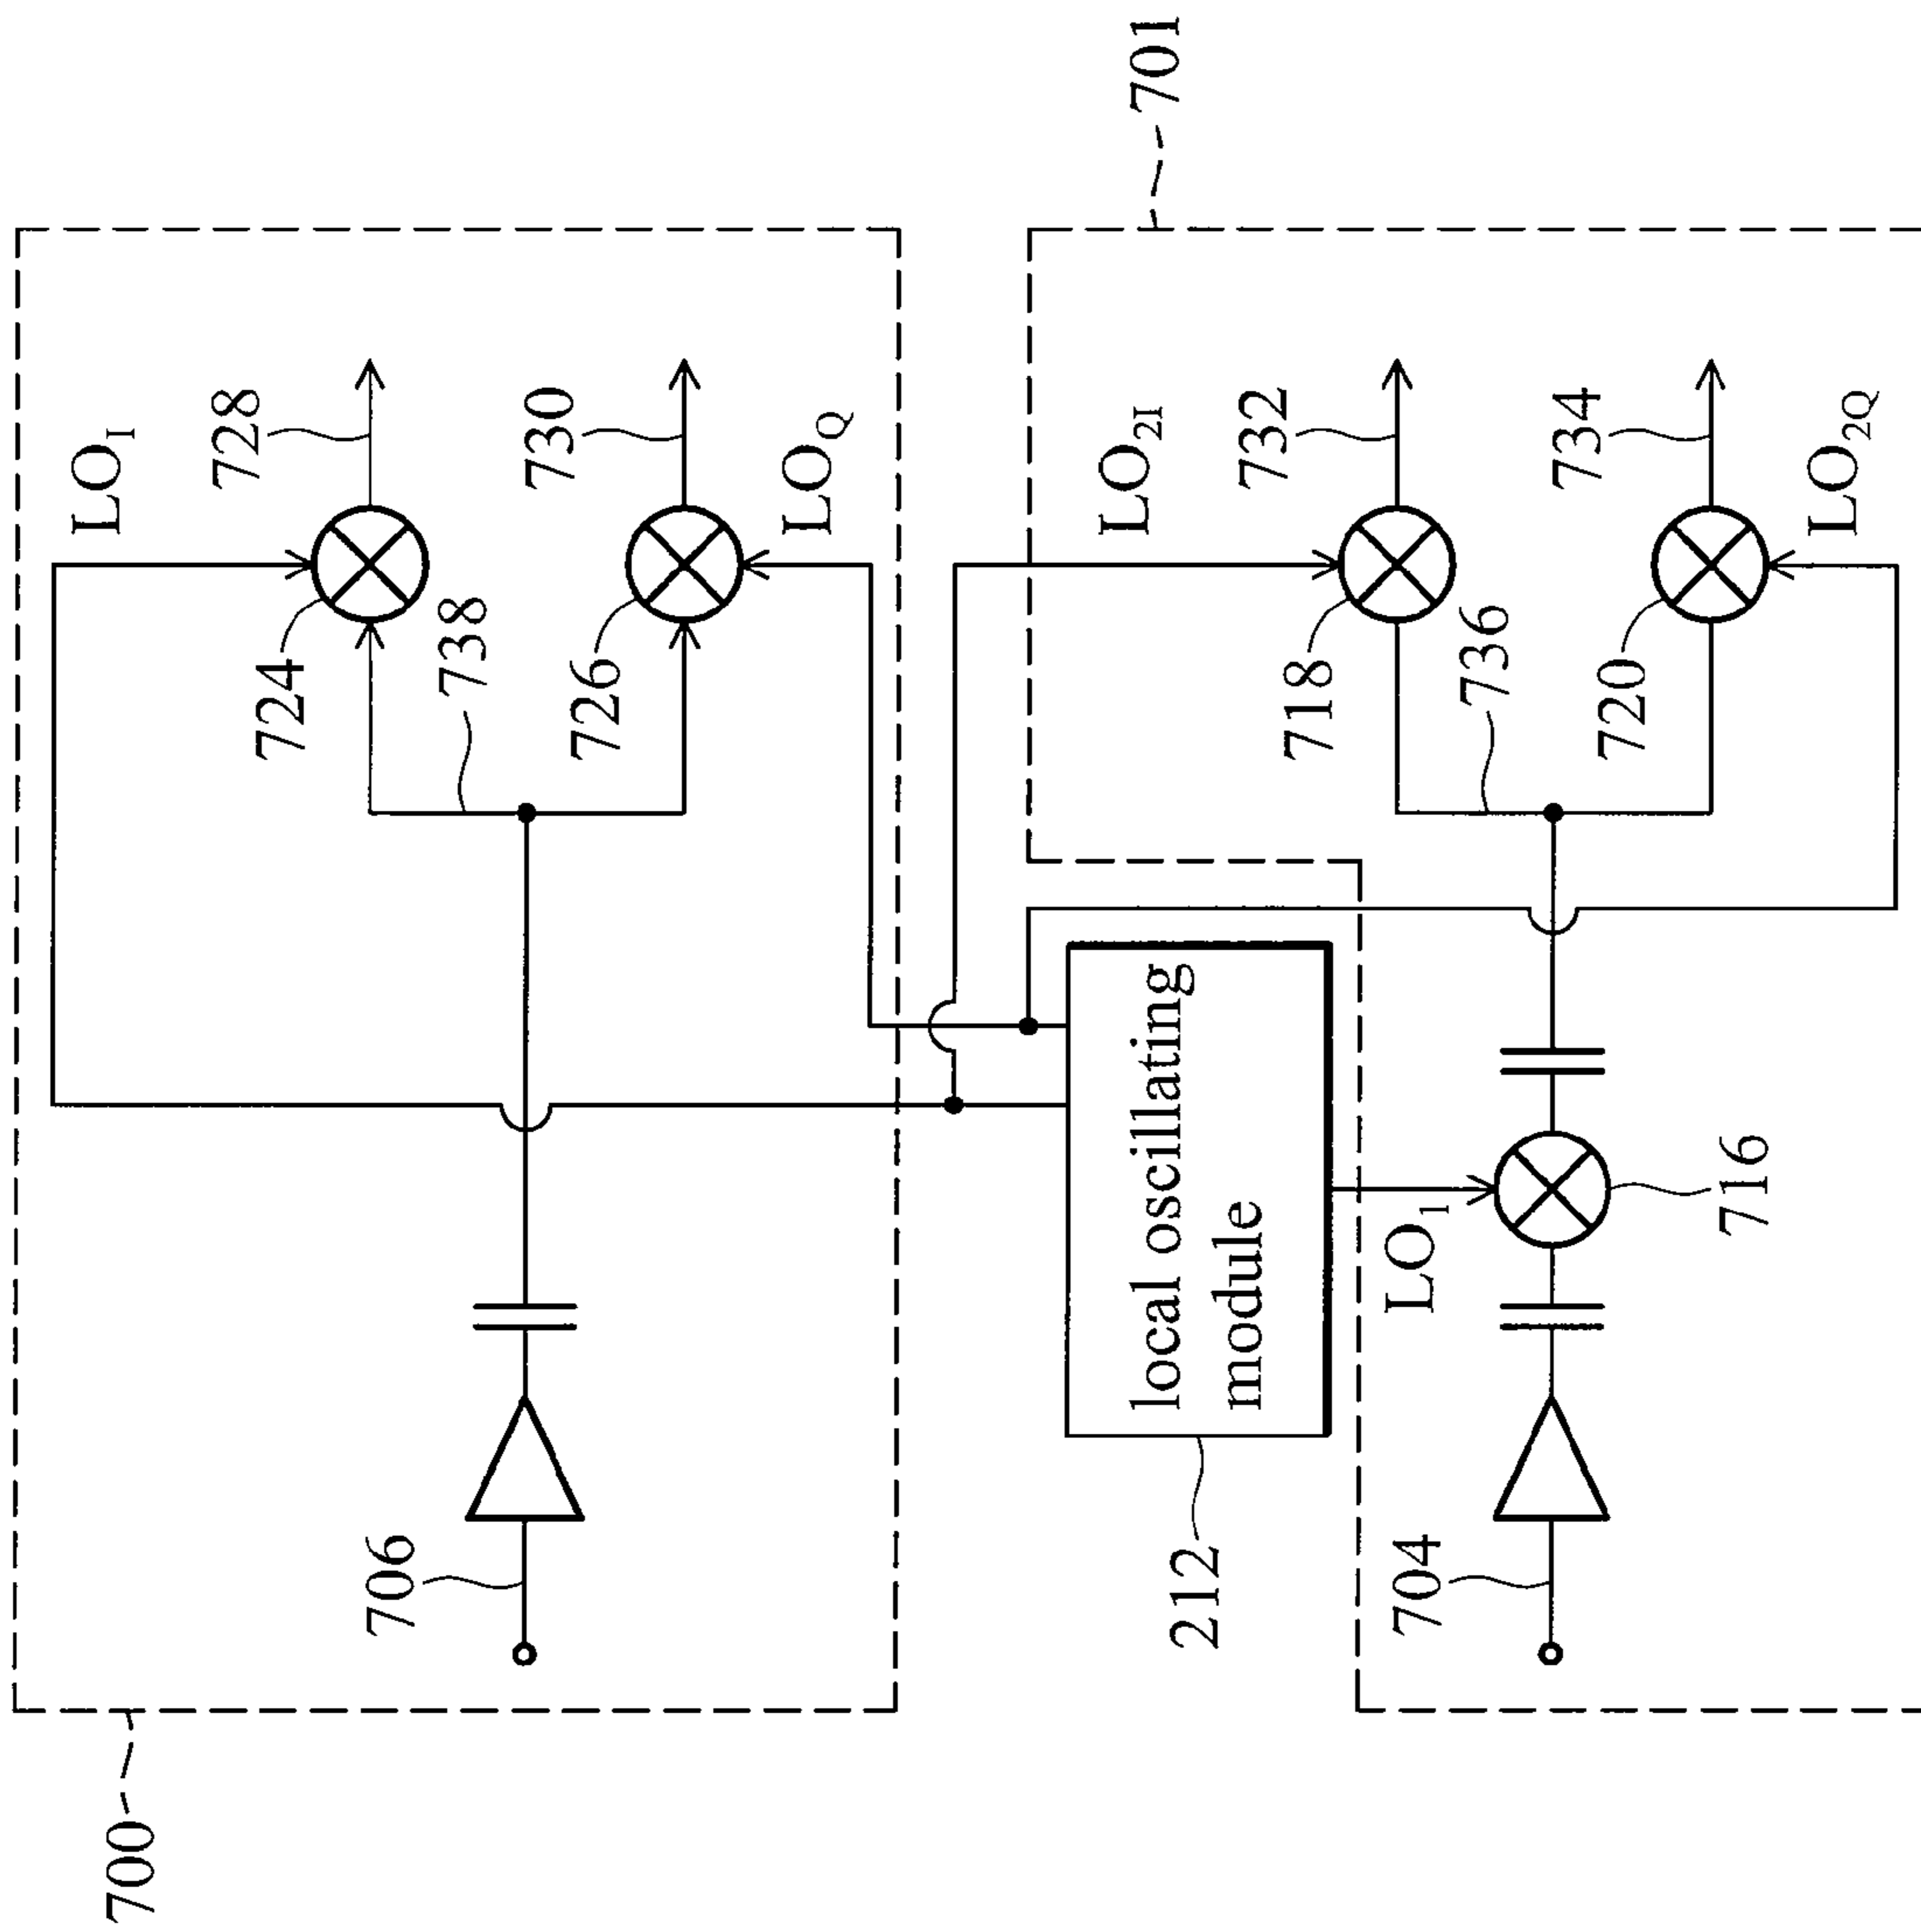 700
701
LO_I
728
724
738
730
726
LO_Q
706
LO_2I
732
718
736
734
720
LO_2Q
local oscillating
module
212
LO_1
716
704